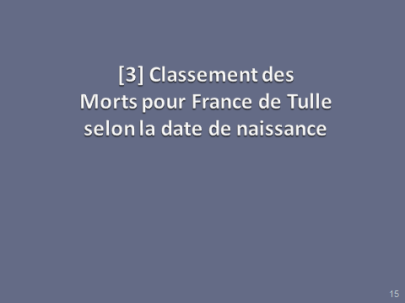 [3] Classement des
Morts pour France de Tulle
selon la date de naissance
15